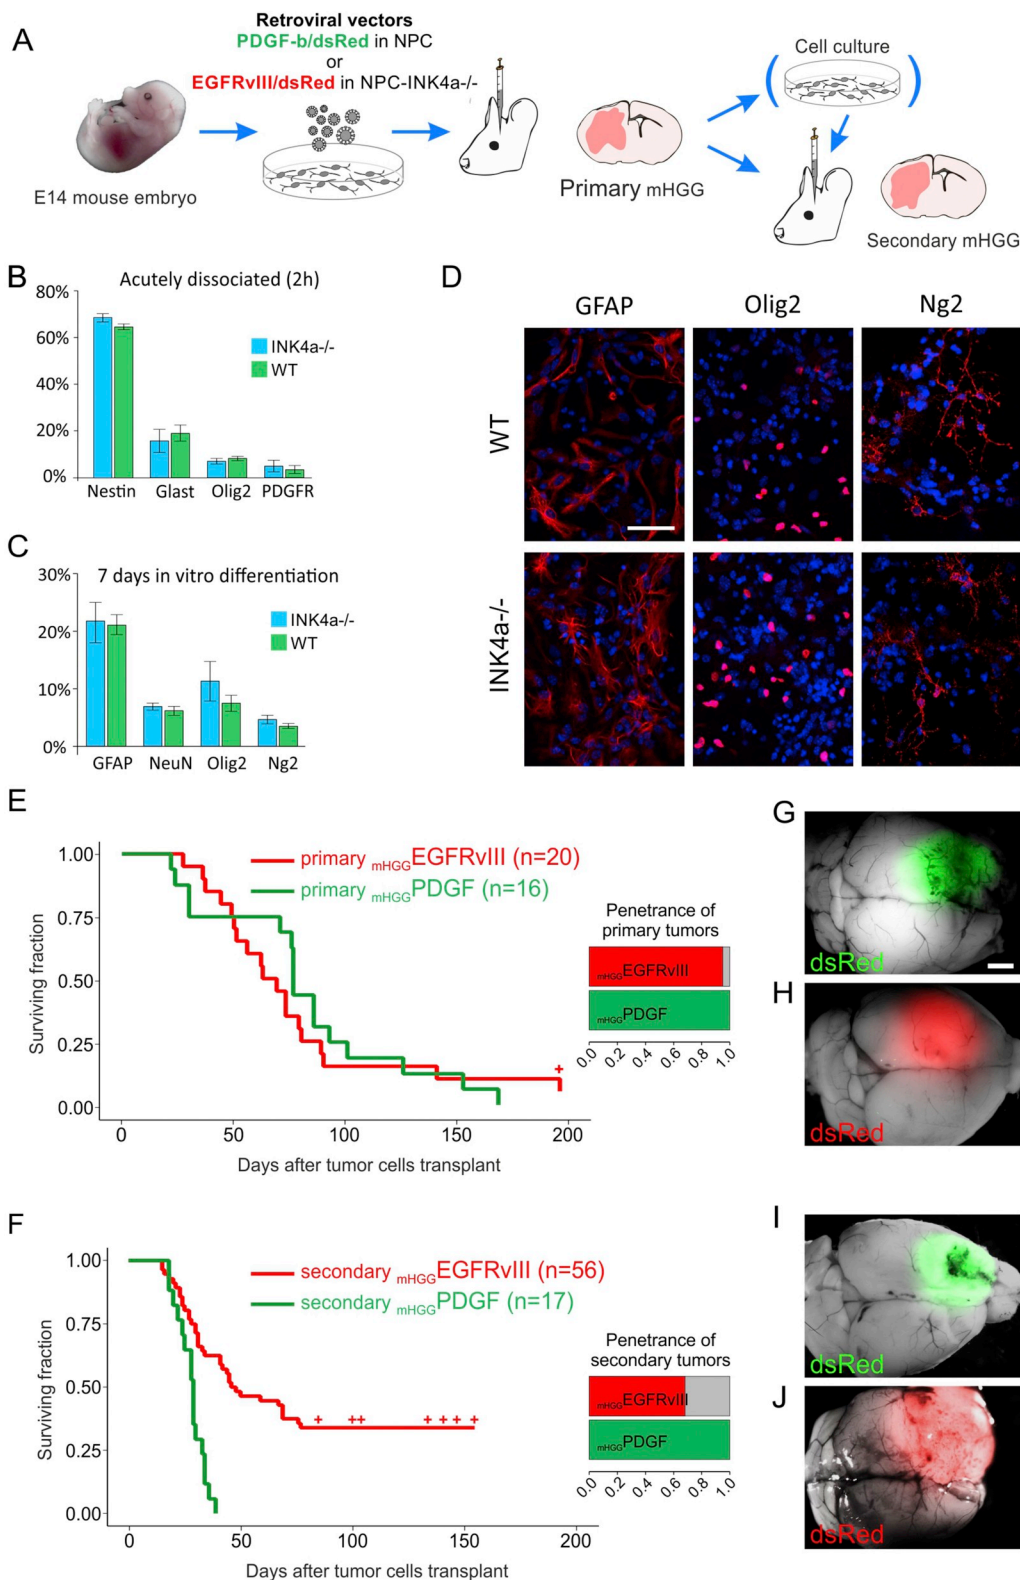 A
Retroviral vectors
PDGF-b/dsRed in NPC
or
EGFRvIII/dsRed in NPC-INK4a-/-
Cell culture
E14 mouse embryo
Primary mHGG
Secondary mHGG
B
Acutely dissociated (2h)
80%
60%
40%
20%
0%
INK4a-/-
WT
Nestin Glast Olig2 PDGFR
C
7 days in vitro differentiation
30%
20%
10%
0%
INK4a-/-
WT
GFAP NeuN Olig2 Ng2
D
GFAP Olig2 Ng2
WT
INK4a-/-
E
primary mHGGEGFRvIII (n=20)
primary mHGGPDGF (n=16)
1.00
0.75
0.50
0.25
0.00
Surviving fraction
+
0 50 100 150 200
Days after tumor cells transplant
Penetrance of
primary tumors
mHGGEGFRvIII
mHGGPDGF
0.0 0.2 0.4 0.6 0.8 1.0
G
dsRed
H
dsRed
F
secondary mHGGEGFRvIII (n=56)
secondary mHGGPDGF (n=17)
1.00
0.75
0.50
0.25
0.00
Surviving fraction
+ ++ + + + +
0 50 100 150 200
Days after tumor cells transplant
Penetrance of
secondary tumors
mHGGEGFRvIII
mHGGPDGF
0.0 0.2 0.4 0.6 0.8 1.0
I
dsRed
J
dsRed